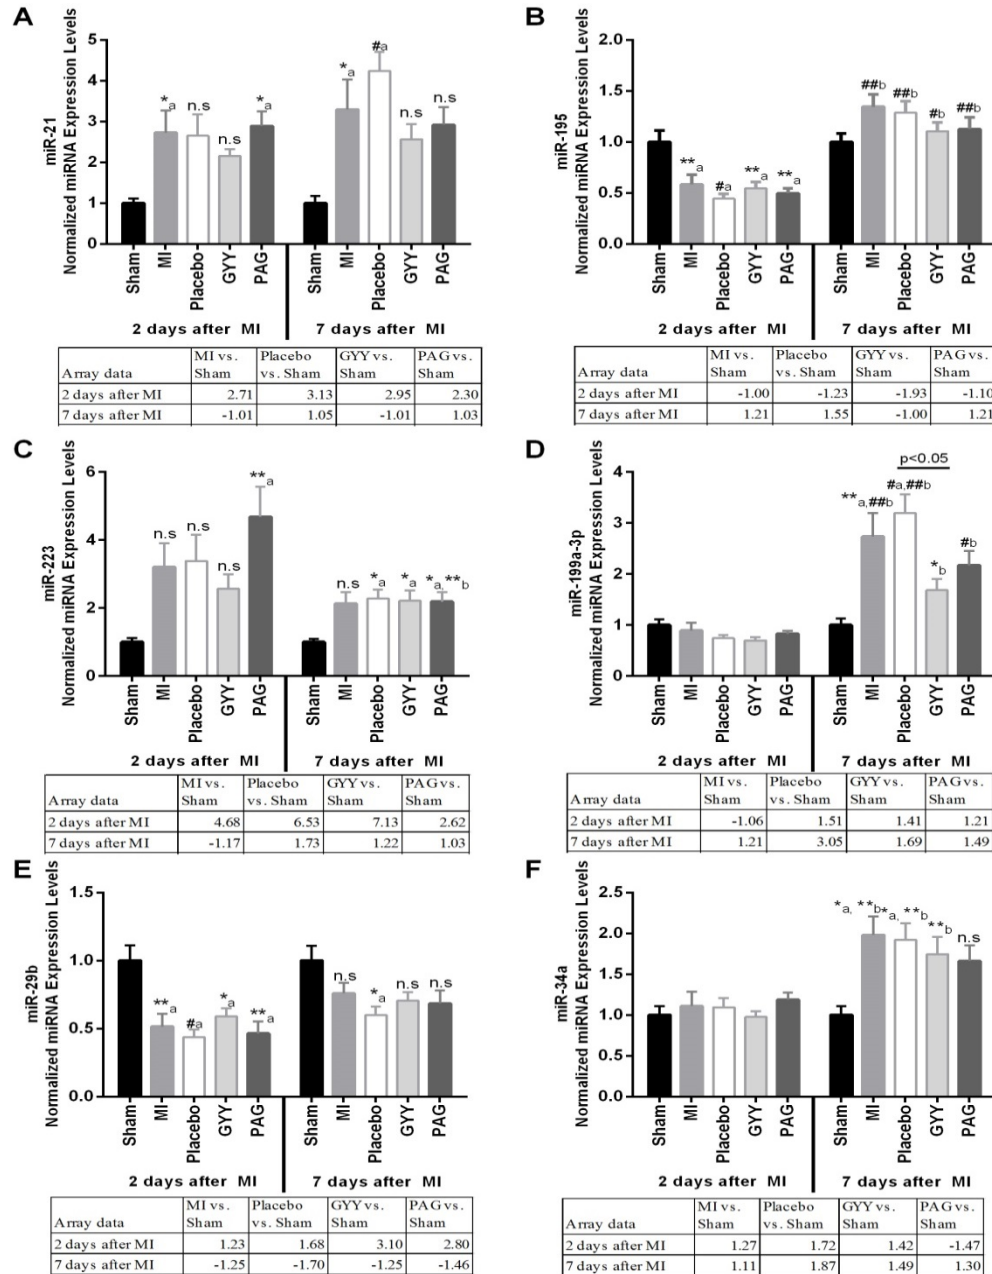 A
miR-21
Normalized miRNA Expression Levels
5
4
3
2
1
0
*a
n.s
n.s
*a
*a
#a
n.s
n.s
Sham
MI
Placebo
GYY
PAG
Sham
MI
Placebo
GYY
PAG
2 days after MI
7 days after MI
Array data | MI vs. Sham | Placebo vs. Sham | GYY vs. Sham | PAG vs. Sham
2 days after MI | 2.71 | 3.13 | 2.95 | 2.30
7 days after MI | -1.01 | 1.05 | -1.01 | 1.03
B
miR-195
Normalized miRNA Expression Levels
2.0
1.5
1.0
0.5
0.0
**a
#a
**a
**a
##b
##b
#b
##b
Sham
MI
Placebo
GYY
PAG
Sham
MI
Placebo
GYY
PAG
2 days after MI
7 days after MI
Array data | MI vs. Sham | Placebo vs. Sham | GYY vs. Sham | PAG vs. Sham
2 days after MI | -1.00 | -1.23 | -1.93 | -1.10
7 days after MI | 1.21 | 1.55 | -1.00 | 1.21
C
miR-223
Normalized miRNA Expression Levels
6
4
2
0
n.s
n.s
n.s
**a
n.s
*a
*a
*a,**b
Sham
MI
Placebo
GYY
PAG
Sham
MI
Placebo
GYY
PAG
2 days after MI
7 days after MI
Array data | MI vs. Sham | Placebo vs. Sham | GYY vs. Sham | PAG vs. Sham
2 days after MI | 4.68 | 6.53 | 7.13 | 2.62
7 days after MI | -1.17 | 1.73 | 1.22 | 1.03
D
miR-199a-3p
Normalized miRNA Expression Levels
4
3
2
1
0
p<0.05
**a,##b
#a,##b
*b
#b
Sham
MI
Placebo
GYY
PAG
Sham
MI
Placebo
GYY
PAG
2 days after MI
7 days after MI
Array data | MI vs. Sham | Placebo vs. Sham | GYY vs. Sham | PAG vs. Sham
2 days after MI | -1.06 | 1.51 | 1.41 | 1.21
7 days after MI | 1.21 | 3.05 | 1.69 | 1.49
E
miR-29b
Normalized miRNA Expression Levels
1.5
1.0
0.5
0.0
**a
#a
*a
**a
n.s
*a
n.s
n.s
Sham
MI
Placebo
GYY
PAG
Sham
MI
Placebo
GYY
PAG
2 days after MI
7 days after MI
Array data | MI vs. Sham | Placebo vs. Sham | GYY vs. Sham | PAG vs. Sham
2 days after MI | 1.23 | 1.68 | 3.10 | 2.80
7 days after MI | -1.25 | -1.70 | -1.25 | -1.46
F
miR-34a
Normalized miRNA Expression Levels
2.5
2.0
1.5
1.0
0.5
0.0
*a, **b
*a, **b
**b
n.s
Sham
MI
Placebo
GYY
PAG
Sham
MI
Placebo
GYY
PAG
2 days after MI
7 days after MI
Array data | MI vs. Sham | Placebo vs. Sham | GYY vs. Sham | PAG vs. Sham
2 days after MI | 1.27 | 1.72 | 1.42 | -1.47
7 days after MI | 1.11 | 1.87 | 1.49 | 1.30